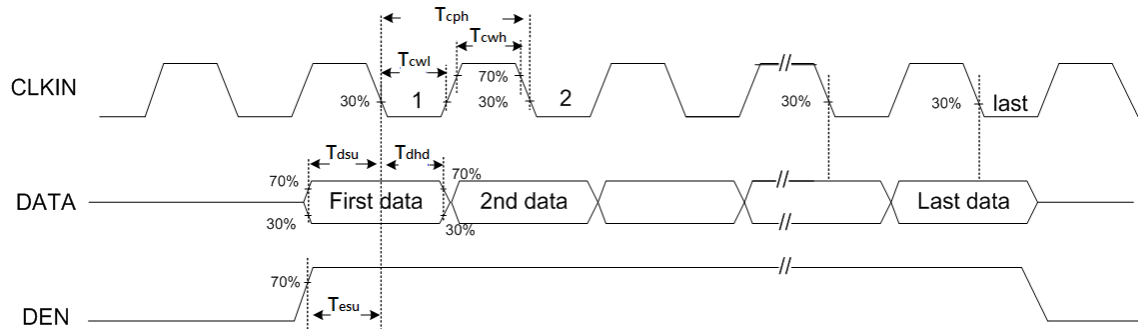 Tcph
Tcwh
Tcwl
CLKIN
70%
30%
1
30%
2
30%
30%
last
Tdsu
Tdhd
70%
70%
DATA
First data
2nd data
Last data
30%
30%
70%
Tesu
DEN